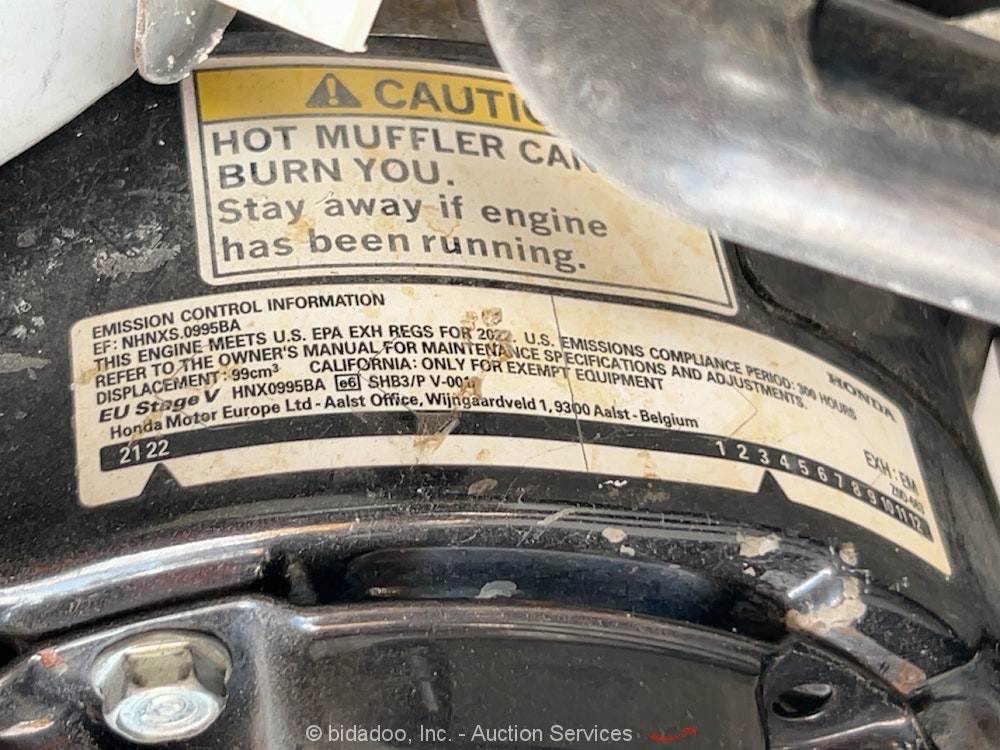 CAUTIO
HOT MUFFLER CAN
BURN YOU.
Stay away if engine
has been running.
EMISSION CONTROL INFORMATION
EF: NHNXS.0995BA
THIS ENGINE MEETS U.S. EPA EXH REGS FOR 2022. U.S. EMISSIONS COMPLIANCE PERIOD: 300 HOURS
REFER TO THE OWNER'S MANUAL FOR MAINTENANCE SPECIFICATIONS AND ADJUSTMENTS.
DISPLACEMENT: 99cm³ CALIFORNIA: ONLY FOR EXEMPT EQUIPMENT
EU Stage V HNX0995BA e6 SHB3/P V-001
Honda Motor Europe Ltd - Aalst Office, Wijngaardveld 1, 9300 Aalst - Belgium
HONDA
EXH: EM
21 22
1 2 3 4 5 6 7 8 9 10 11 12
© bidadoo, Inc. - Auction Services